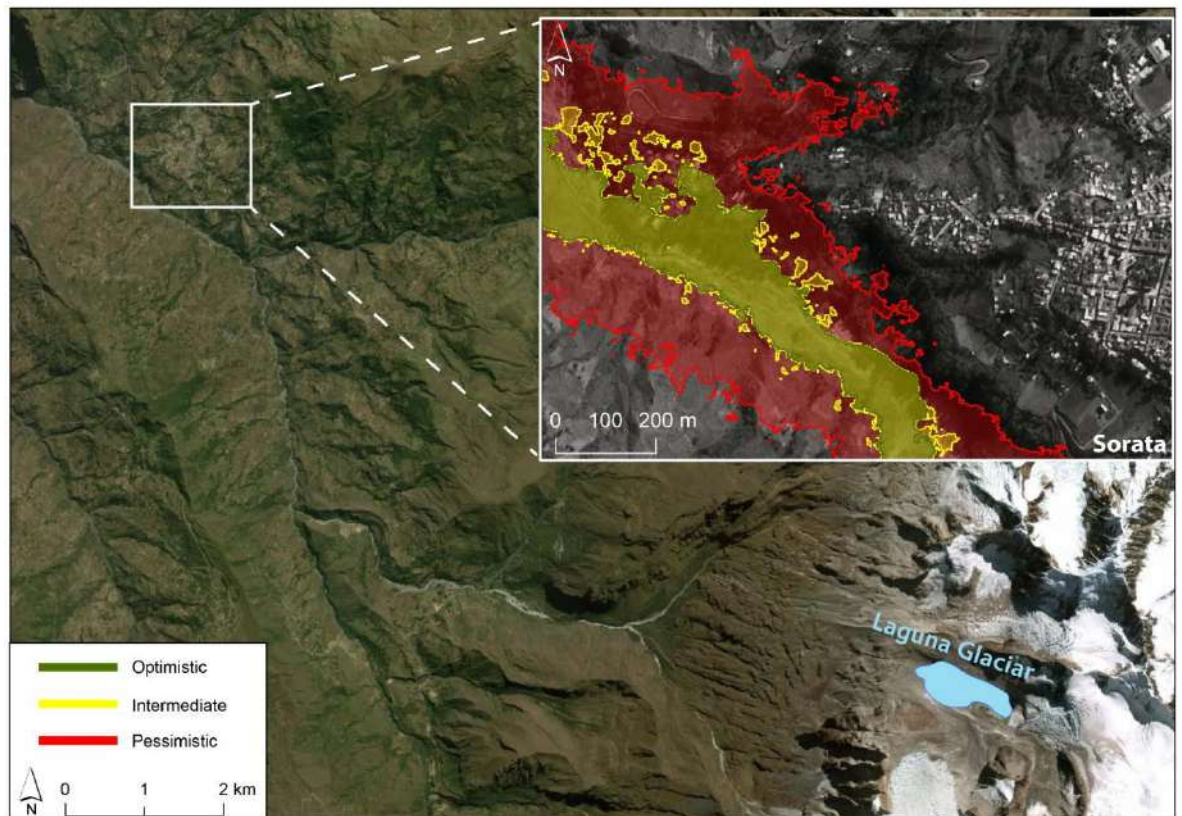 N
0 100 200 m
Sorata
Laguna Glaciar
Optimistic
Intermediate
Pessimistic
N
0 1 2 km